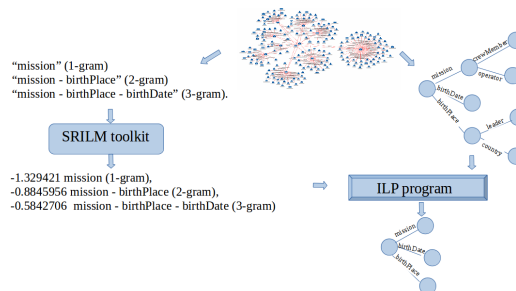 “mission” (1-gram)
“mission - birthPlace” (2-gram)
“mission - birthPlace - birthDate” (3-gram).
SRILM toolkit
-1.329421 mission (1-gram),
-0.8845956 mission - birthPlace (2-gram),
-0.5842706 mission - birthPlace - birthDate (3-gram)
crewMember
mission
operator
birthDate
birthPlace
leader
country
ILP program
mission
birthDate
birthPlace